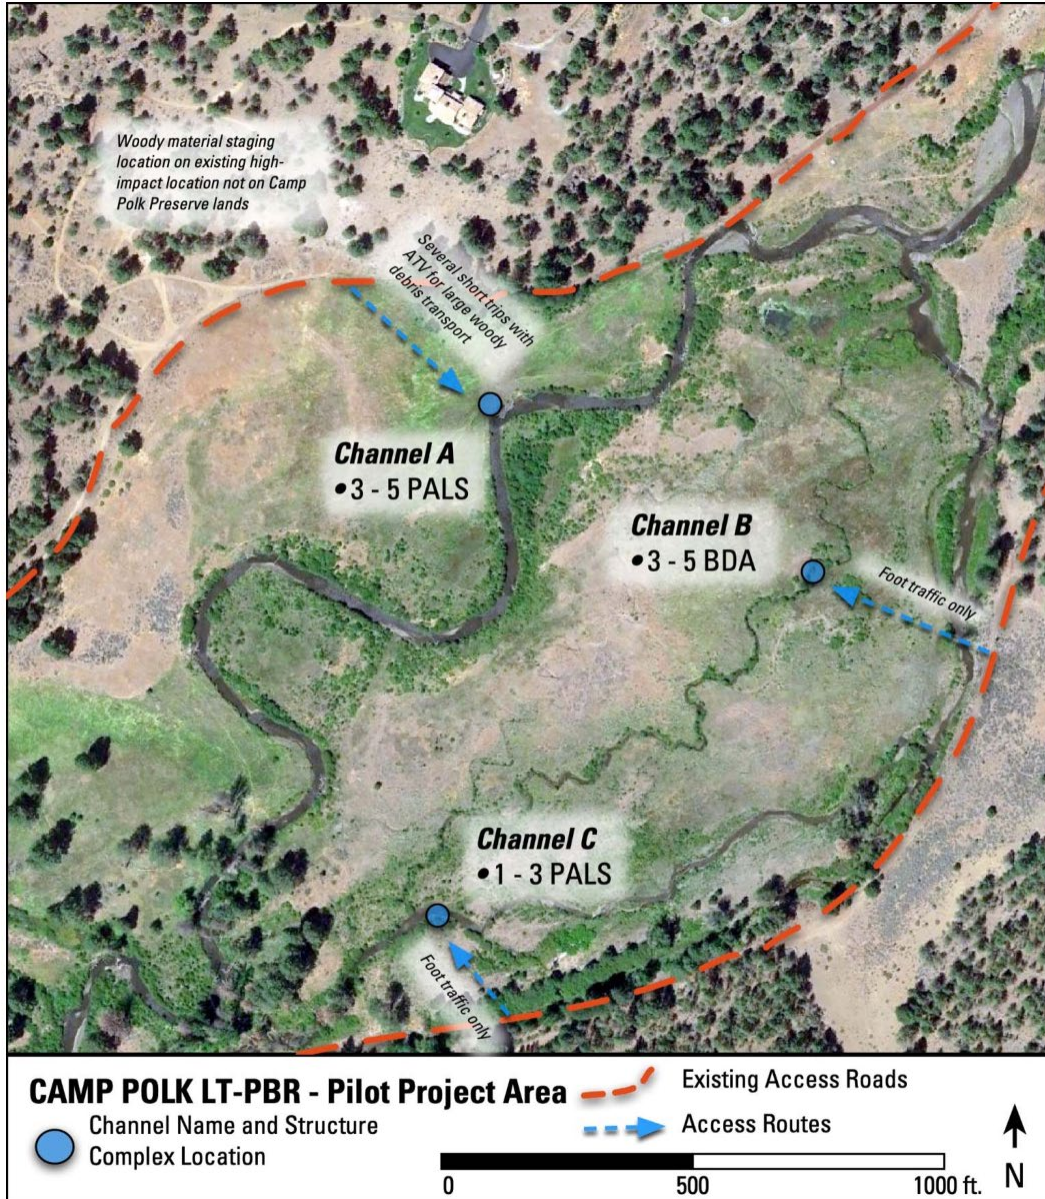 Woody material staging
location on existing high-
impact location not on Camp
Polk Preserve lands
Several short trips with
ATV for large woody
debris transport
Channel A
• 3 - 5 PALS
Channel B
• 3 - 5 BDA
Foot traffic only
Channel C
• 1 - 3 PALS
Foot traffic only
CAMP POLK LT-PBR - Pilot Project Area
Channel Name and Structure
Complex Location
Existing Access Roads
Access Routes
0 500 1000 ft.
N